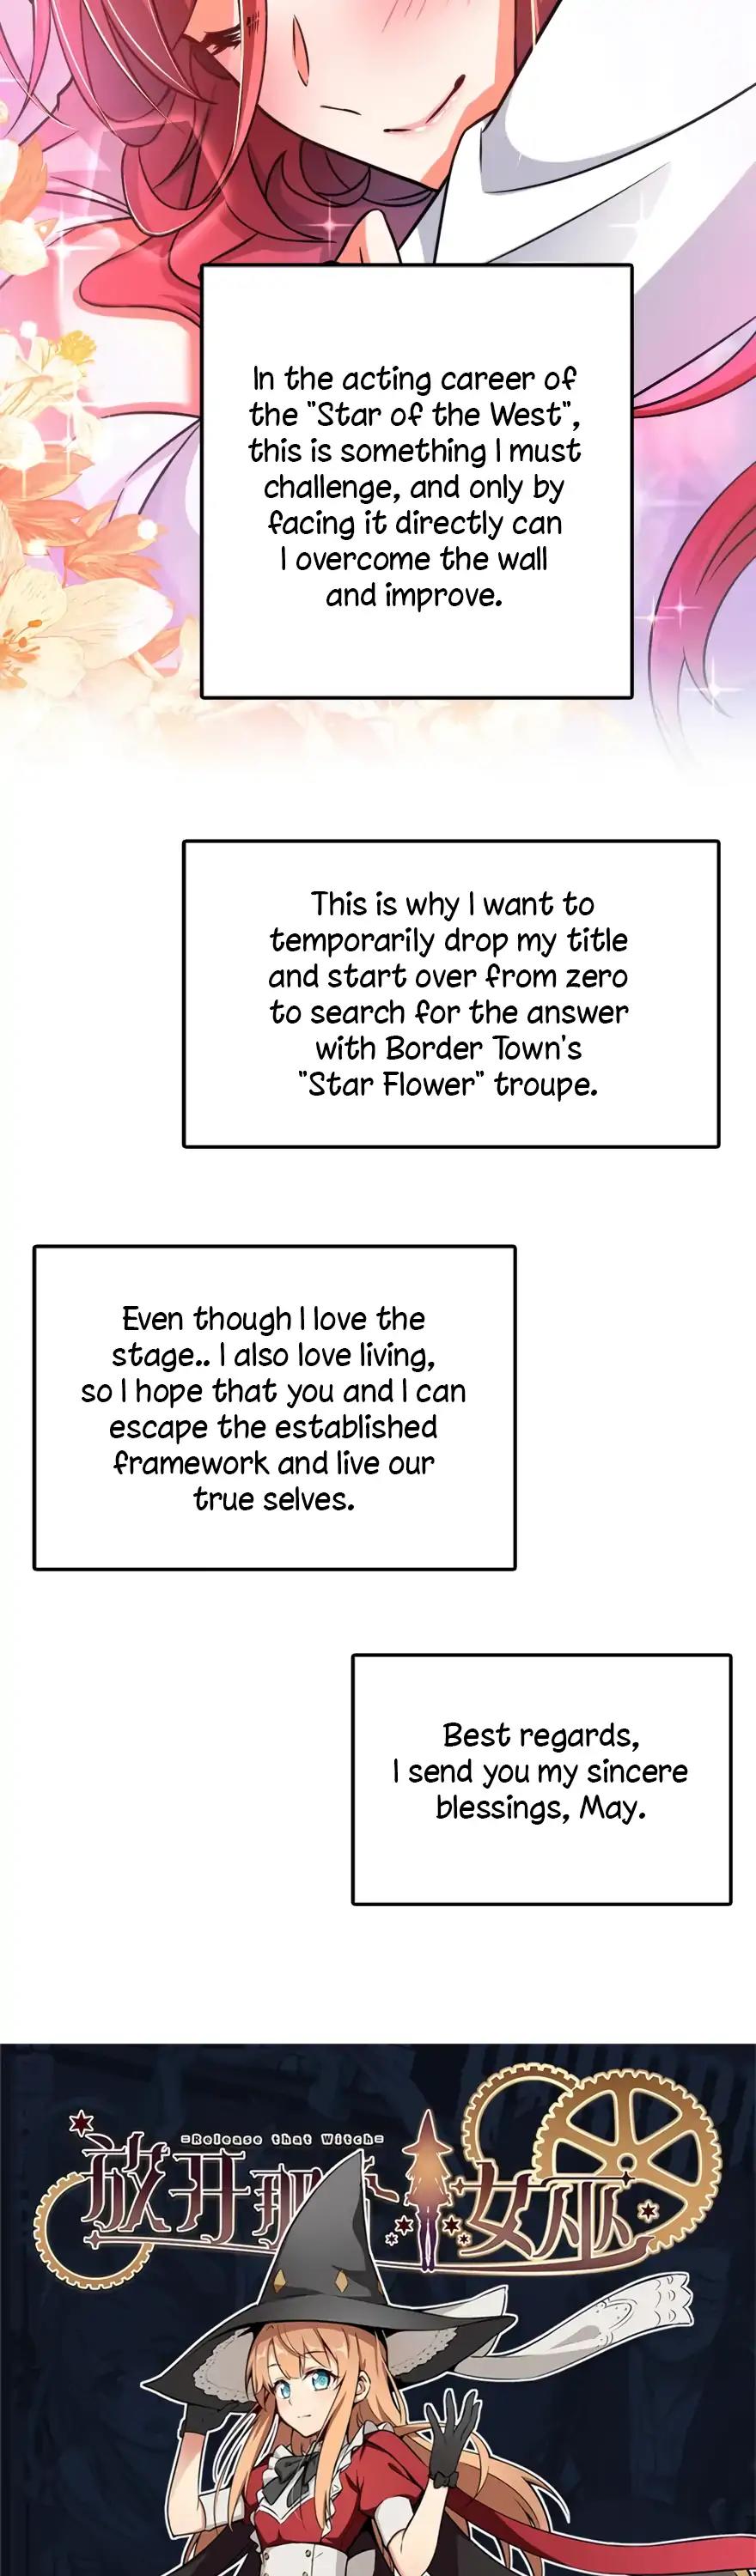 In the acting career of
the "Star of the West",
this is something I must
challenge, and only by
facing it directly can
I overcome the wall
and improve.
This is why I want to
temporarily drop my title
and start over from zero
to search for the answer
with Border Town's
"Star Flower" troupe.
Even though I love the
stage.. I also love living,
so I hope that you and I can
escape the established
framework and live our
true selves.
Best regards,
I send you my sincere
blessings, May.
=Release that Witch=
放开那 女巫